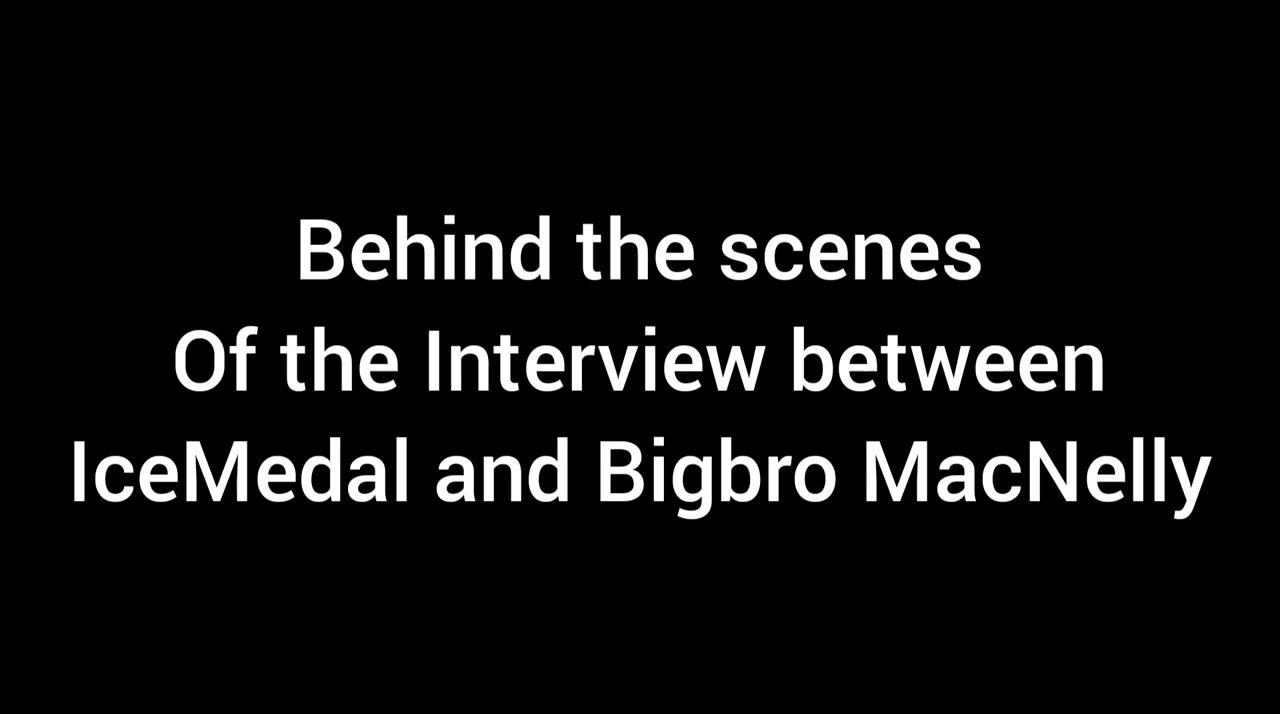 Behind the scenes
Of the Interview between
IceMedal and Bigbro MacNelly